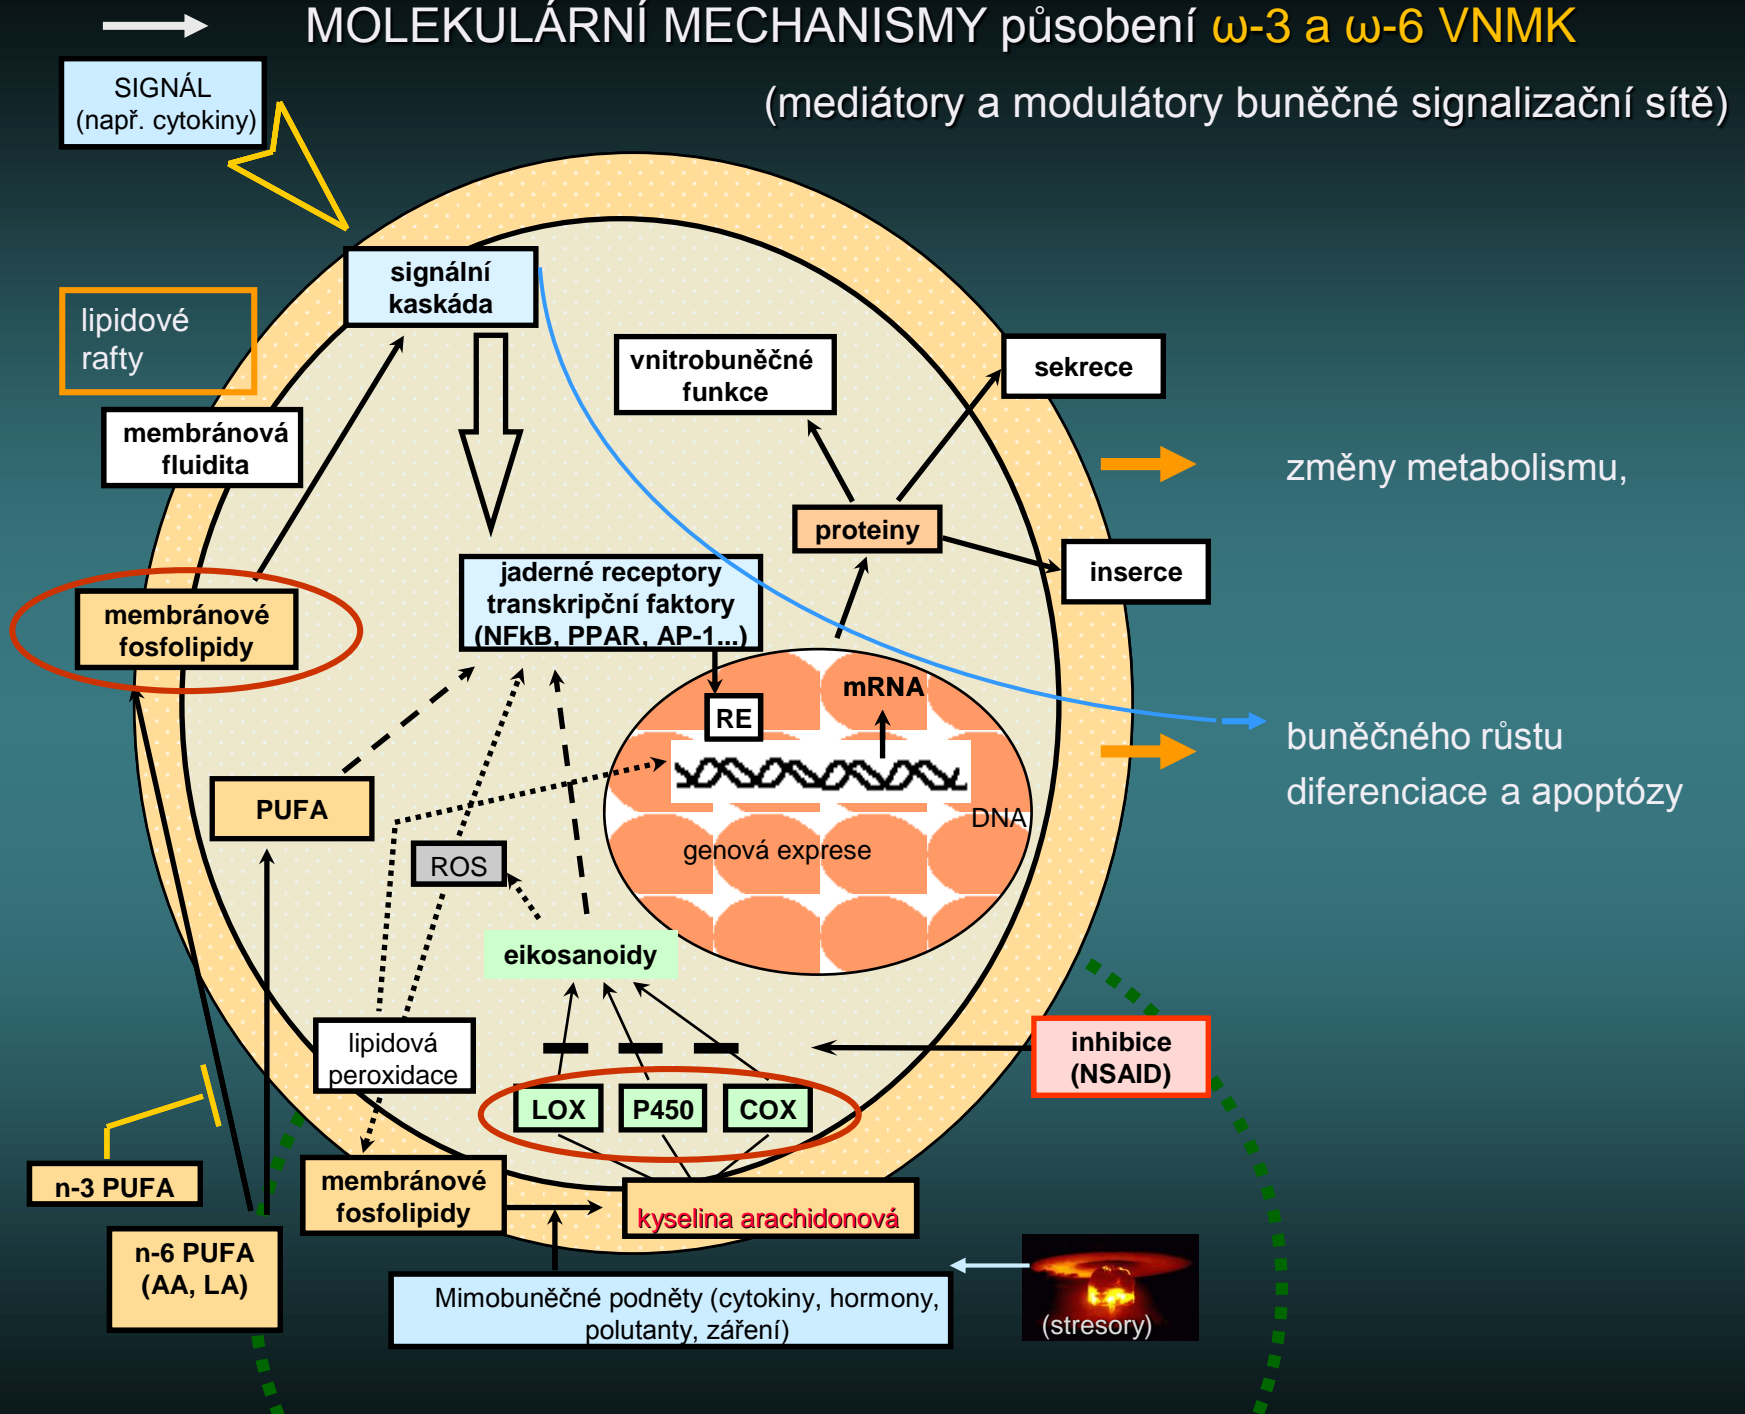 MOLEKULÁRNÍ MECHANISMY působení ω-3 a ω-6 VNMK
(mediátory a modulátory buněčné signalizační sítě)
SIGNÁL
(např. cytokiny)
signální
kaskáda
lipidové
rafty
membránová
fluidita
vnitrobuněčné
funkce
sekrece
změny metabolismu,
proteiny
inserce
jaderné receptory
transkripční faktory
(NFkB, PPAR, AP-1...)
membránové
fosfolipidy
mRNA
RE
buněčného růstu
diferenciace a apoptózy
PUFA
DNA
genová exprese
ROS
eikosanoidy
lipidová
peroxidace
inhibice
(NSAID)
LOX
P450
COX
n-3 PUFA
membránové
fosfolipidy
kyselina arachidonová
n-6 PUFA
(AA, LA)
Mimobuněčné podněty (cytokiny, hormony,
polutanty, záření)
(stresory)